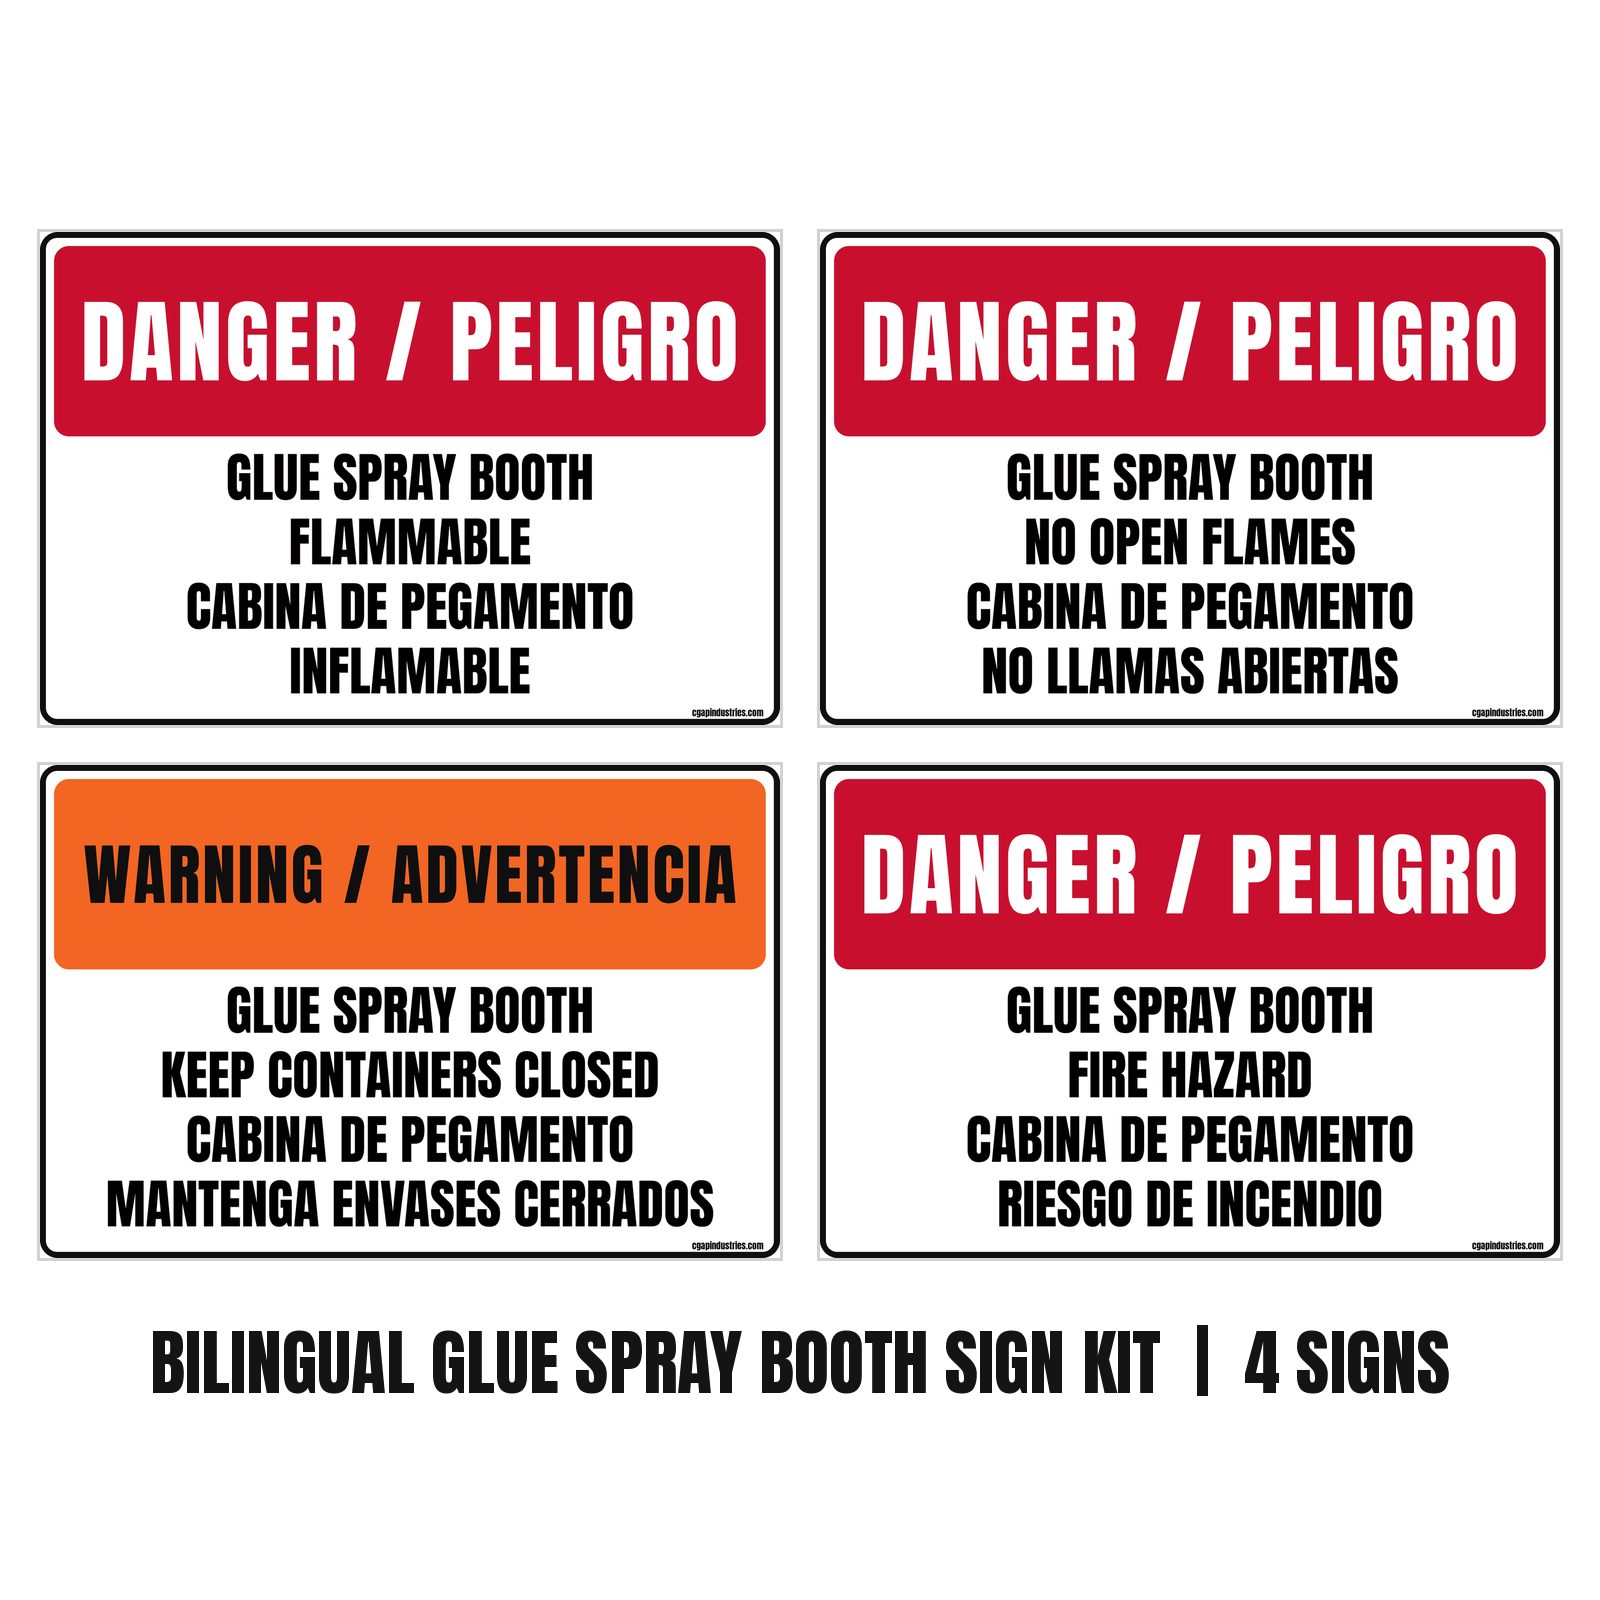 DANGER / PELIGRO
GLUE SPRAY BOOTH
FLAMMABLE
CABINA DE PEGAMENTO
INFLAMABLE
cgapindustries.com
DANGER / PELIGRO
GLUE SPRAY BOOTH
NO OPEN FLAMES
CABINA DE PEGAMENTO
NO LLAMAS ABIERTAS
cgapindustries.com
WARNING / ADVERTENCIA
GLUE SPRAY BOOTH
KEEP CONTAINERS CLOSED
CABINA DE PEGAMENTO
MANTENGA ENVASES CERRADOS
cgapindustries.com
DANGER / PELIGRO
GLUE SPRAY BOOTH
FIRE HAZARD
CABINA DE PEGAMENTO
RIESGO DE INCENDIO
cgapindustries.com
BILINGUAL GLUE SPRAY BOOTH SIGN KIT | 4 SIGNS